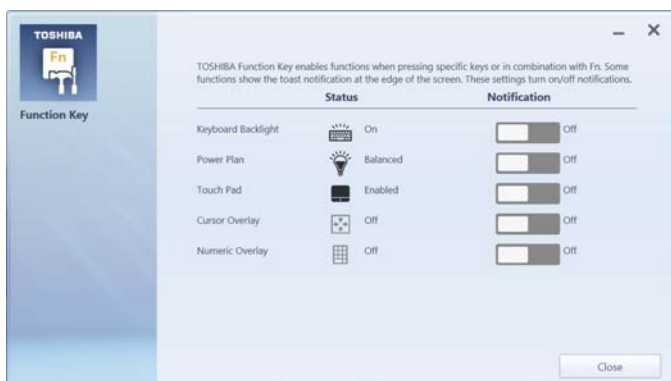 TOSHIBA
Fn
Function Key
TOSHIBA Function Key enables functions when pressing specific keys or in combination with Fn. Some
functions show the toast notification at the edge of the screen. These settings turn on/off notifications.
Status Notification
Keyboard Backlight On Off
Power Plan Balanced Off
Touch Pad Enabled Off
Cursor Overlay Off Off
Numeric Overlay Off Off
Close